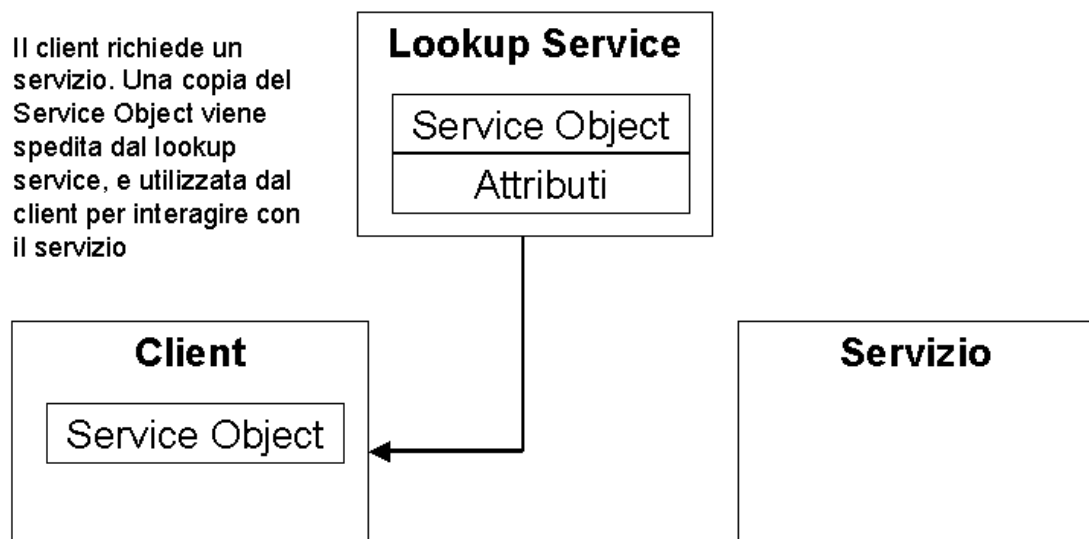 Il client richiede un
servizio. Una copia del
Service Object viene
spedita dal lookup
service, e utilizzata dal
client per interagire con
il servizio
Lookup Service
Service Object
Attributi
Client
Service Object
Servizio